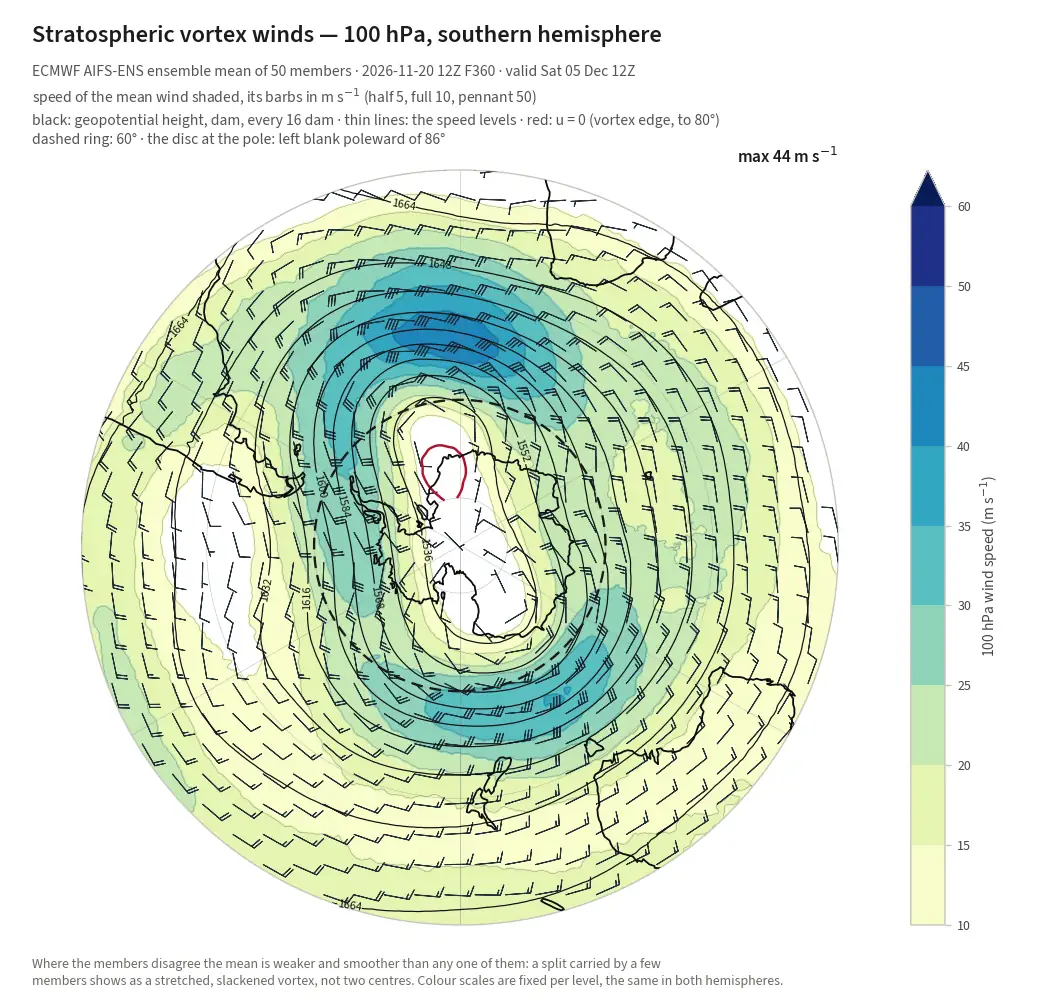 Stratospheric vortex winds — 100 hPa, southern hemisphere
ECMWF AIFS-ENS ensemble mean of 50 members · 2026-11-20 12Z F360 · valid Sat 05 Dec 12Z
speed of the mean wind shaded, its barbs in m s⁻¹ (half 5, full 10, pennant 50)
black: geopotential height, dam, every 16 dam · thin lines: the speed levels · red: u = 0 (vortex edge, to 80°)
dashed ring: 60° · the disc at the pole: left blank poleward of 86°
max 44 m s⁻¹
1664
1648
1664
1552
1600
1584
1536
1632
1616
1664
60
50
45
40
35
30
25
20
15
10
100 hPa wind speed (m s⁻¹)
Where the members disagree the mean is weaker and smoother than any one of them: a split carried by a few
members shows as a stretched, slackened vortex, not two centres. Colour scales are fixed per level, the same in both hemispheres.